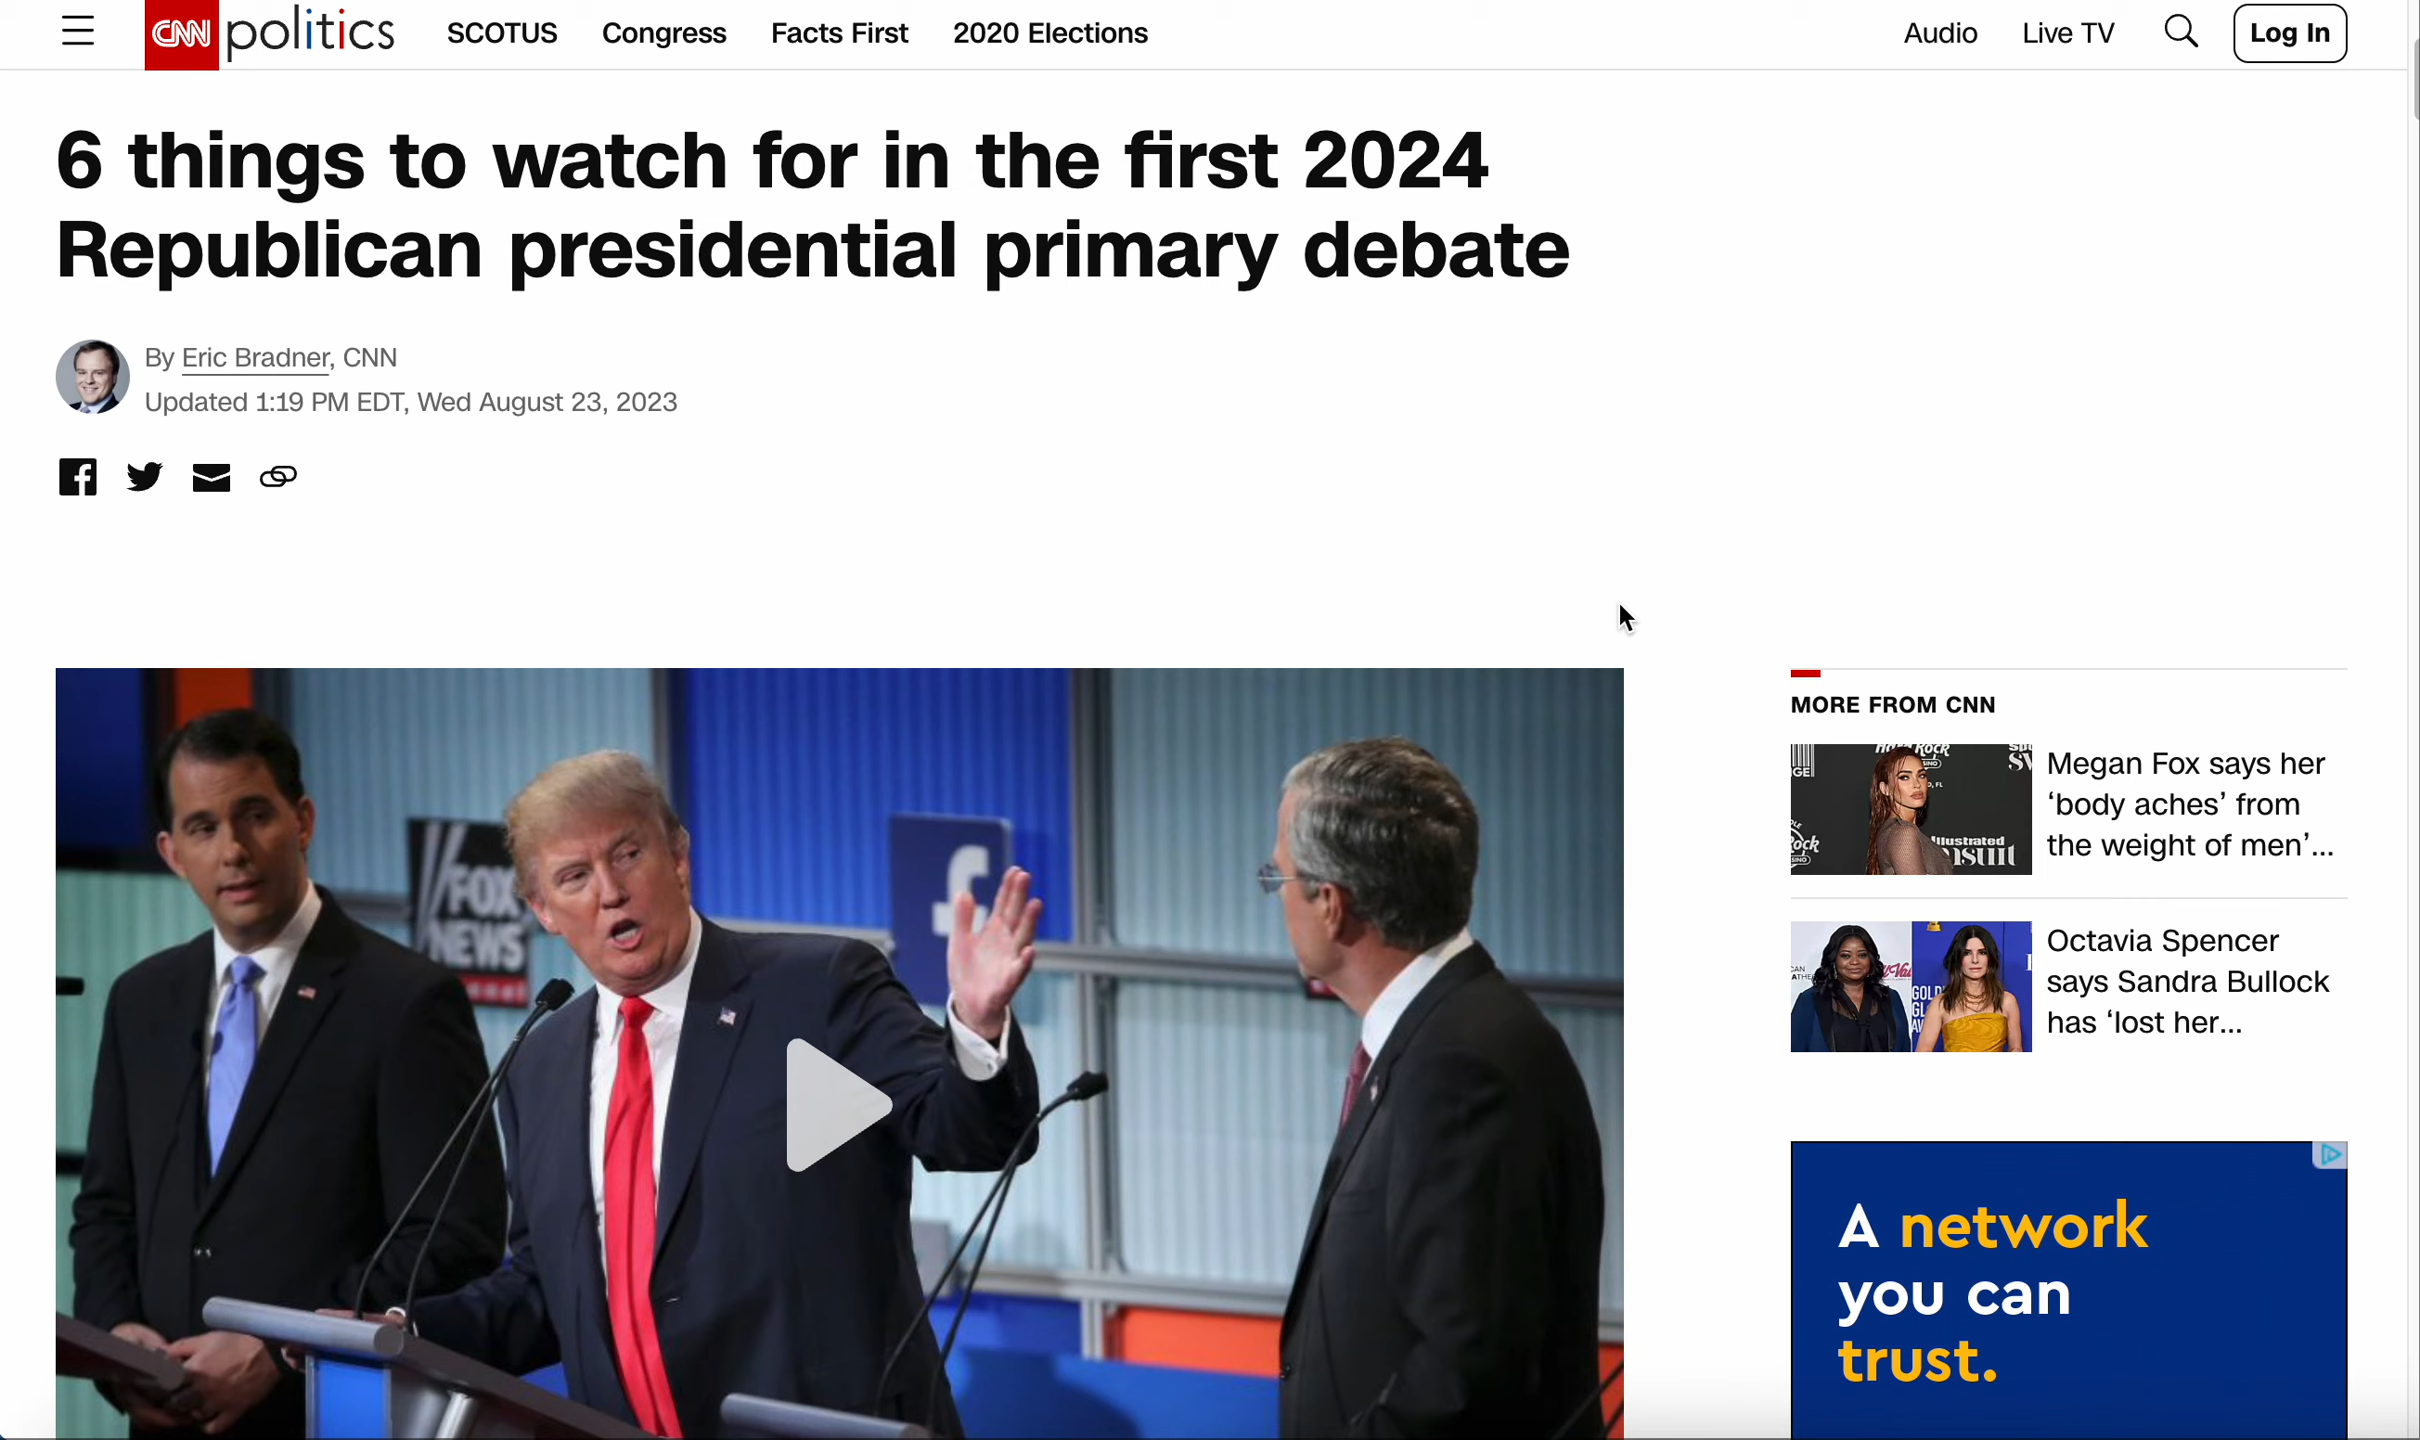 CNN politics SCOTUS Congress Facts First 2020 Elections Audio Live TV Log In
6 things to watch for in the first 2024
Republican presidential primary debate
By Eric Bradner, CNN
Updated 1:19 PM EDT, Wed August 23, 2023
FOX
NEWS
f
MORE FROM CNN
Megan Fox says her
‘body aches’ from
the weight of men’...
Octavia Spencer
says Sandra Bullock
has ‘lost her...
A network
you can
trust.